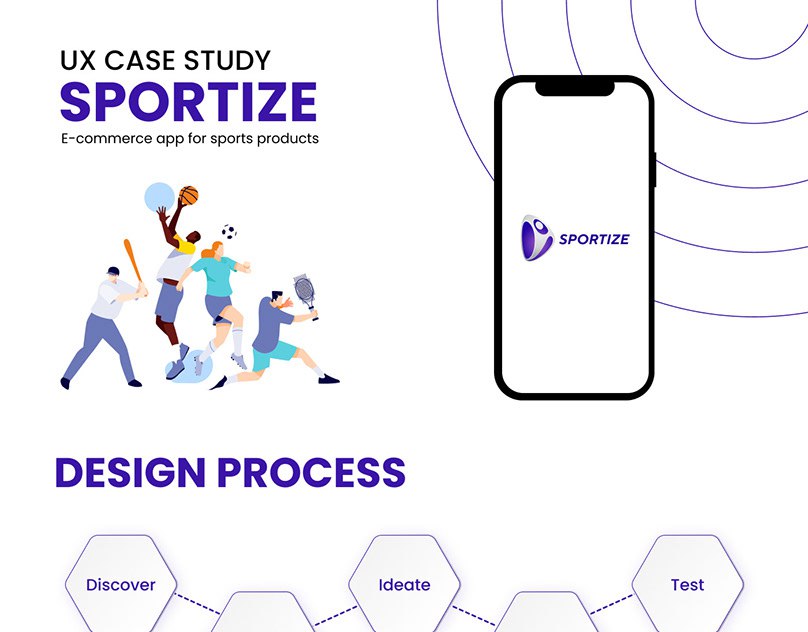 UX CASE STUDY
SPORTIZE
E-commerce app for sports products
SPORTIZE
DESIGN PROCESS
Discover
Ideate
Test